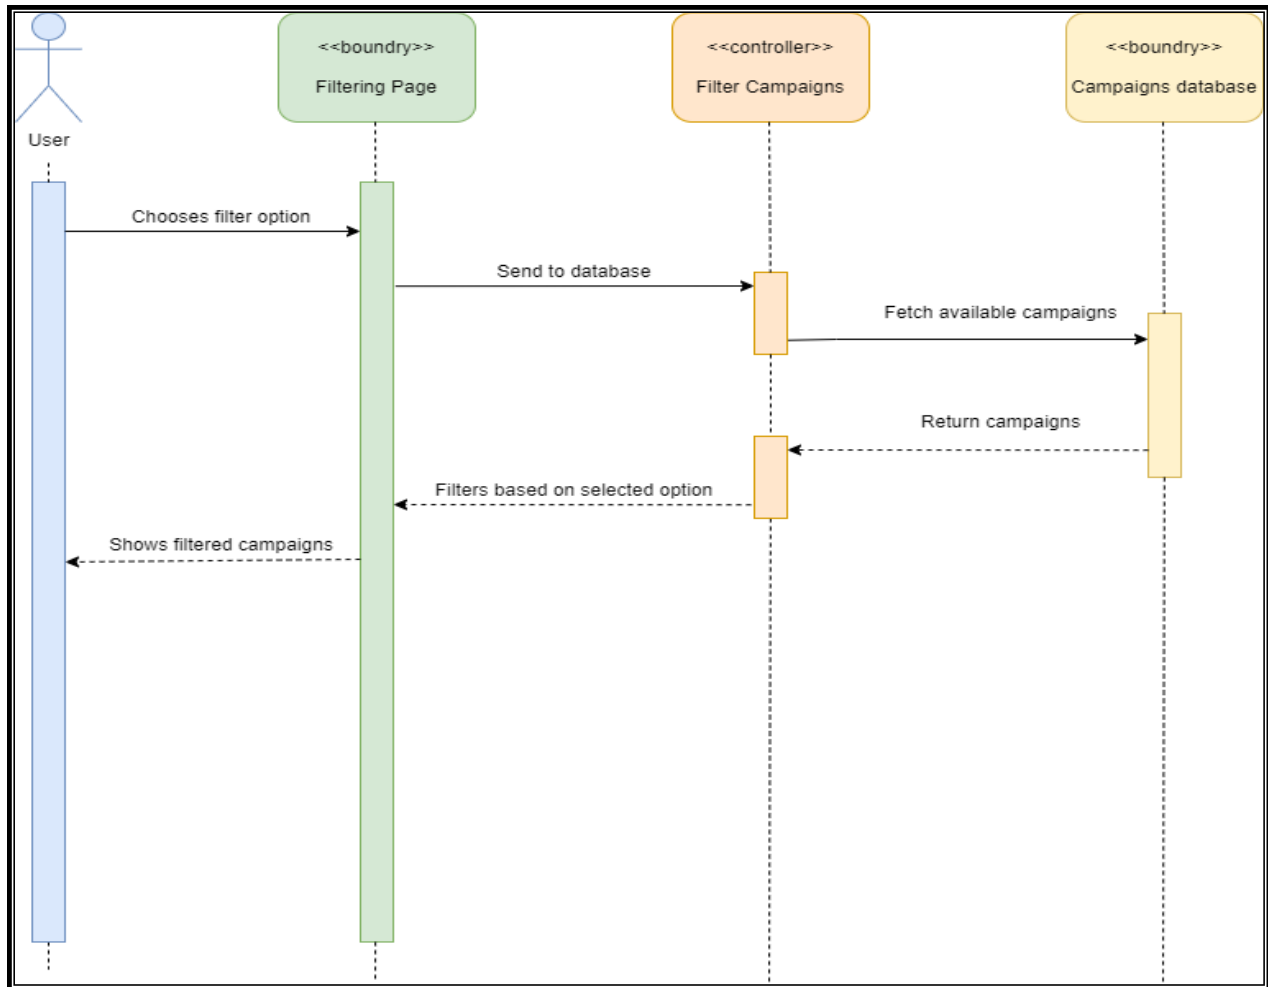 <<boundry>>
Filtering Page
<<controller>>
Filter Campaigns
<<boundry>>
Campaigns database
User
Chooses filter option
Send to database
Fetch available campaigns
Return campaigns
Filters based on selected option
Shows filtered campaigns